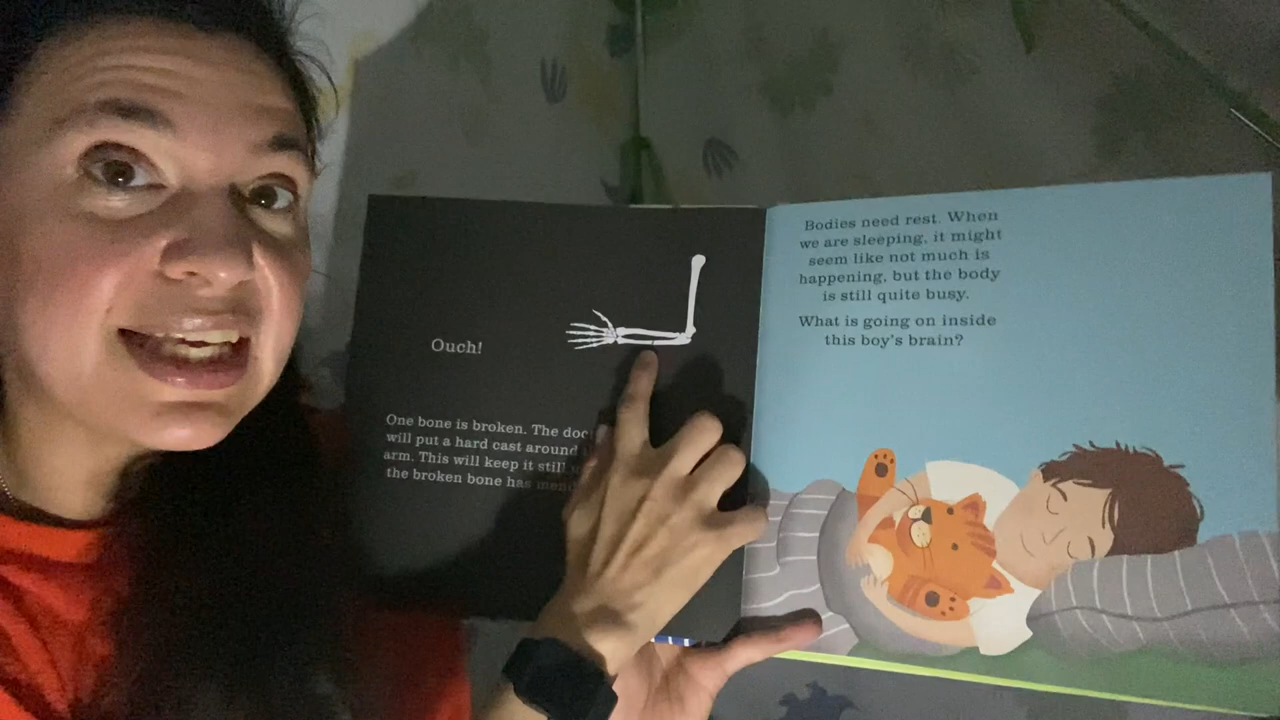 Ouch!
One bone is broken. The doc
will put a hard cast around
arm. This will keep it still
the broken bone has mend
Bodies need rest. When
we are sleeping, it might
seem like not much is
happening, but the body
is still quite busy.
What is going on inside
this boy's brain?